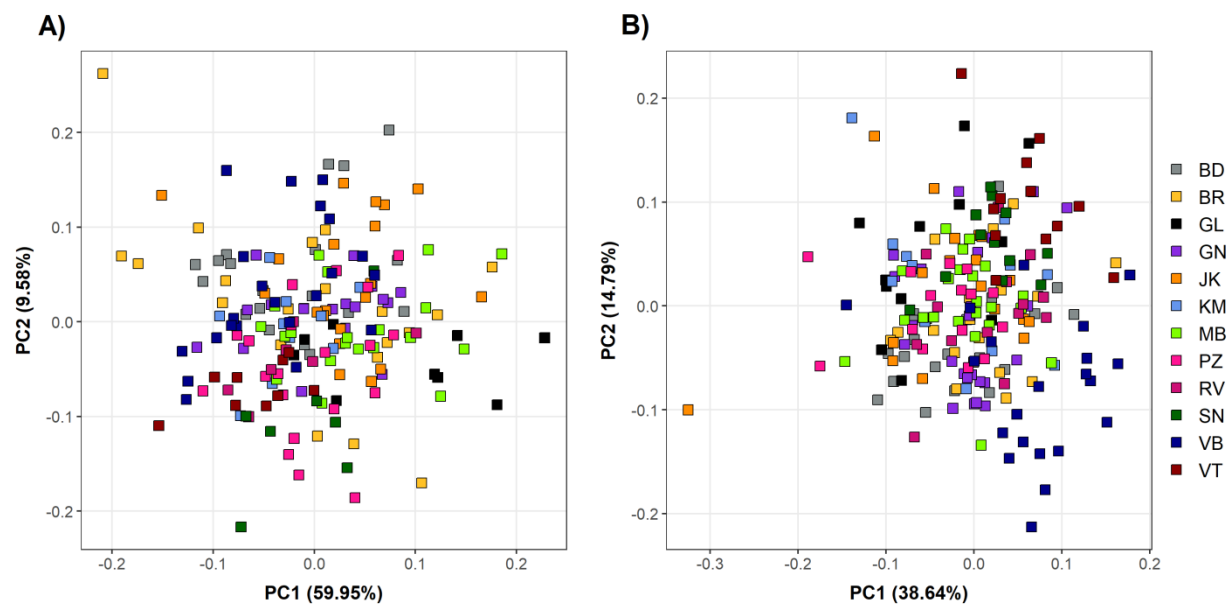 A)
B)
0.2
0.1
0.0
-0.1
-0.2
PC2 (9.58%)
-0.2
-0.1
0.0
0.1
0.2
PC1 (59.95%)
0.2
0.1
0.0
-0.1
-0.2
PC2 (14.79%)
-0.3
-0.2
-0.1
0.0
0.1
0.2
PC1 (38.64%)
BD
BR
GL
GN
JK
KM
MB
PZ
RV
SN
VB
VT